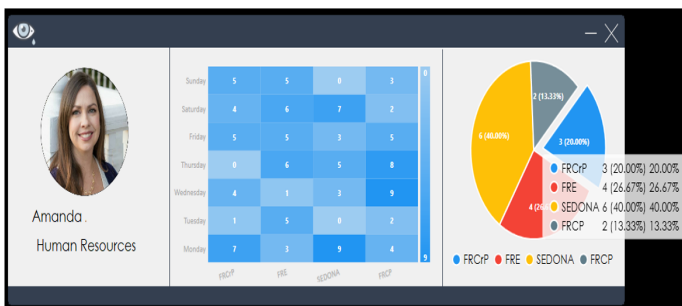 Amanda .
Human Resources
Sunday 5 5 0 3
Saturday 4 6 7 2
Friday 5 5 3 5
Thursday 0 6 5 8
Wednesday 4 1 3 9
Tuesday 1 5 0 2
Monday 7 3 9 4
FRCrP FRE SEDONA FRCP
0
9
2 (13.33%)
6 (40.00%)
3 (20.00%)
4 (26
FRCrP 3 (20.00%) 20.00%
FRE 4 (26.67%) 26.67%
SEDONA 6 (40.00%) 40.00%
FRCP 2 (13.33%) 13.33%
FRCrP FRE SEDONA FRCP